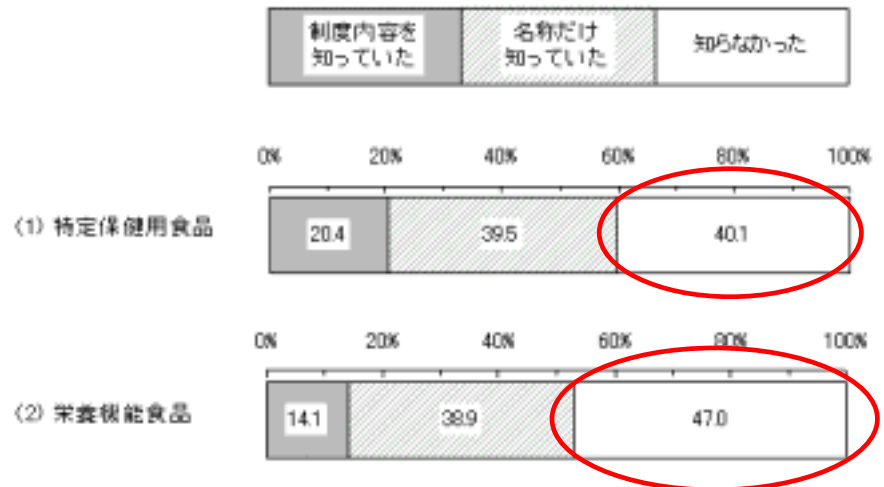 制度内容を
知っていた
名称だけ
知っていた
知らなかった
0% 20% 40% 60% 80% 100%
(1) 特定保健用食品 20.4 39.5 40.1
0% 20% 40% 60% 80% 100%
(2) 栄養機能食品 14.1 38.9 47.0